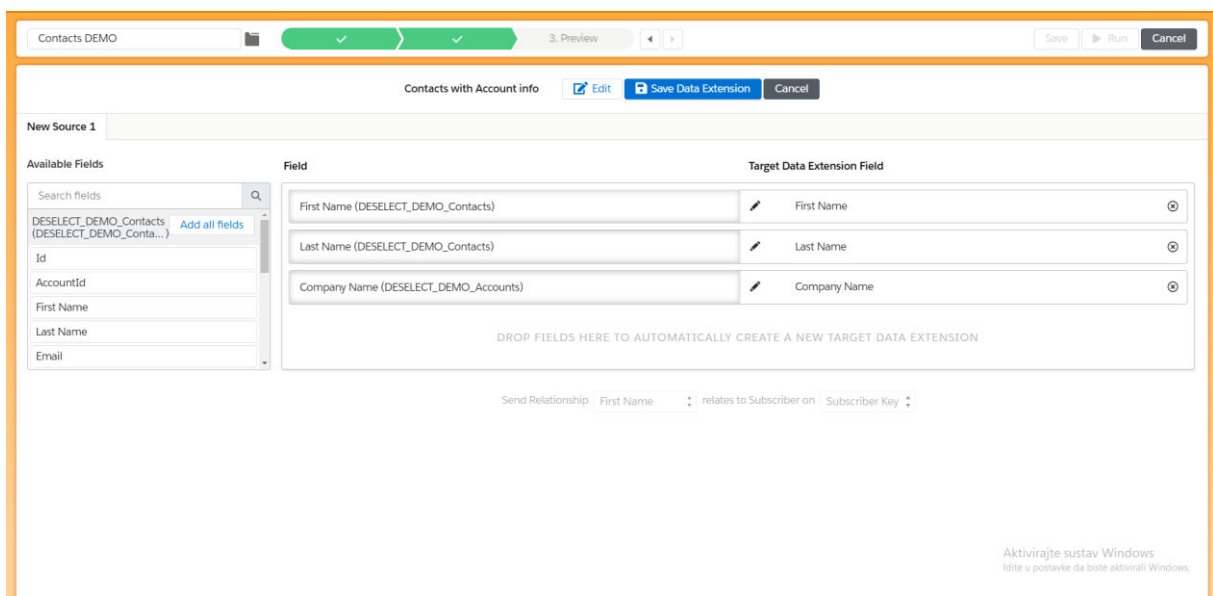 Contacts DEMO
3. Preview
Save
Run
Cancel
Contacts with Account info
Edit
Save Data Extension
Cancel
New Source 1
Available Fields
Field
Target Data Extension Field
Search fields
DESELECT_DEMO_Contacts
(DESELECT_DEMO_Conta...)
Add all fields
Id
AccountId
First Name
Last Name
Email
First Name (DESELECT_DEMO_Contacts)
First Name
Last Name (DESELECT_DEMO_Contacts)
Last Name
Company Name (DESELECT_DEMO_Accounts)
Company Name
DROP FIELDS HERE TO AUTOMATICALLY CREATE A NEW TARGET DATA EXTENSION
Send Relationship First Name relates to Subscriber on Subscriber Key
Aktivirajte sustav Windows
Idite u postavke da biste aktivirali Windows.